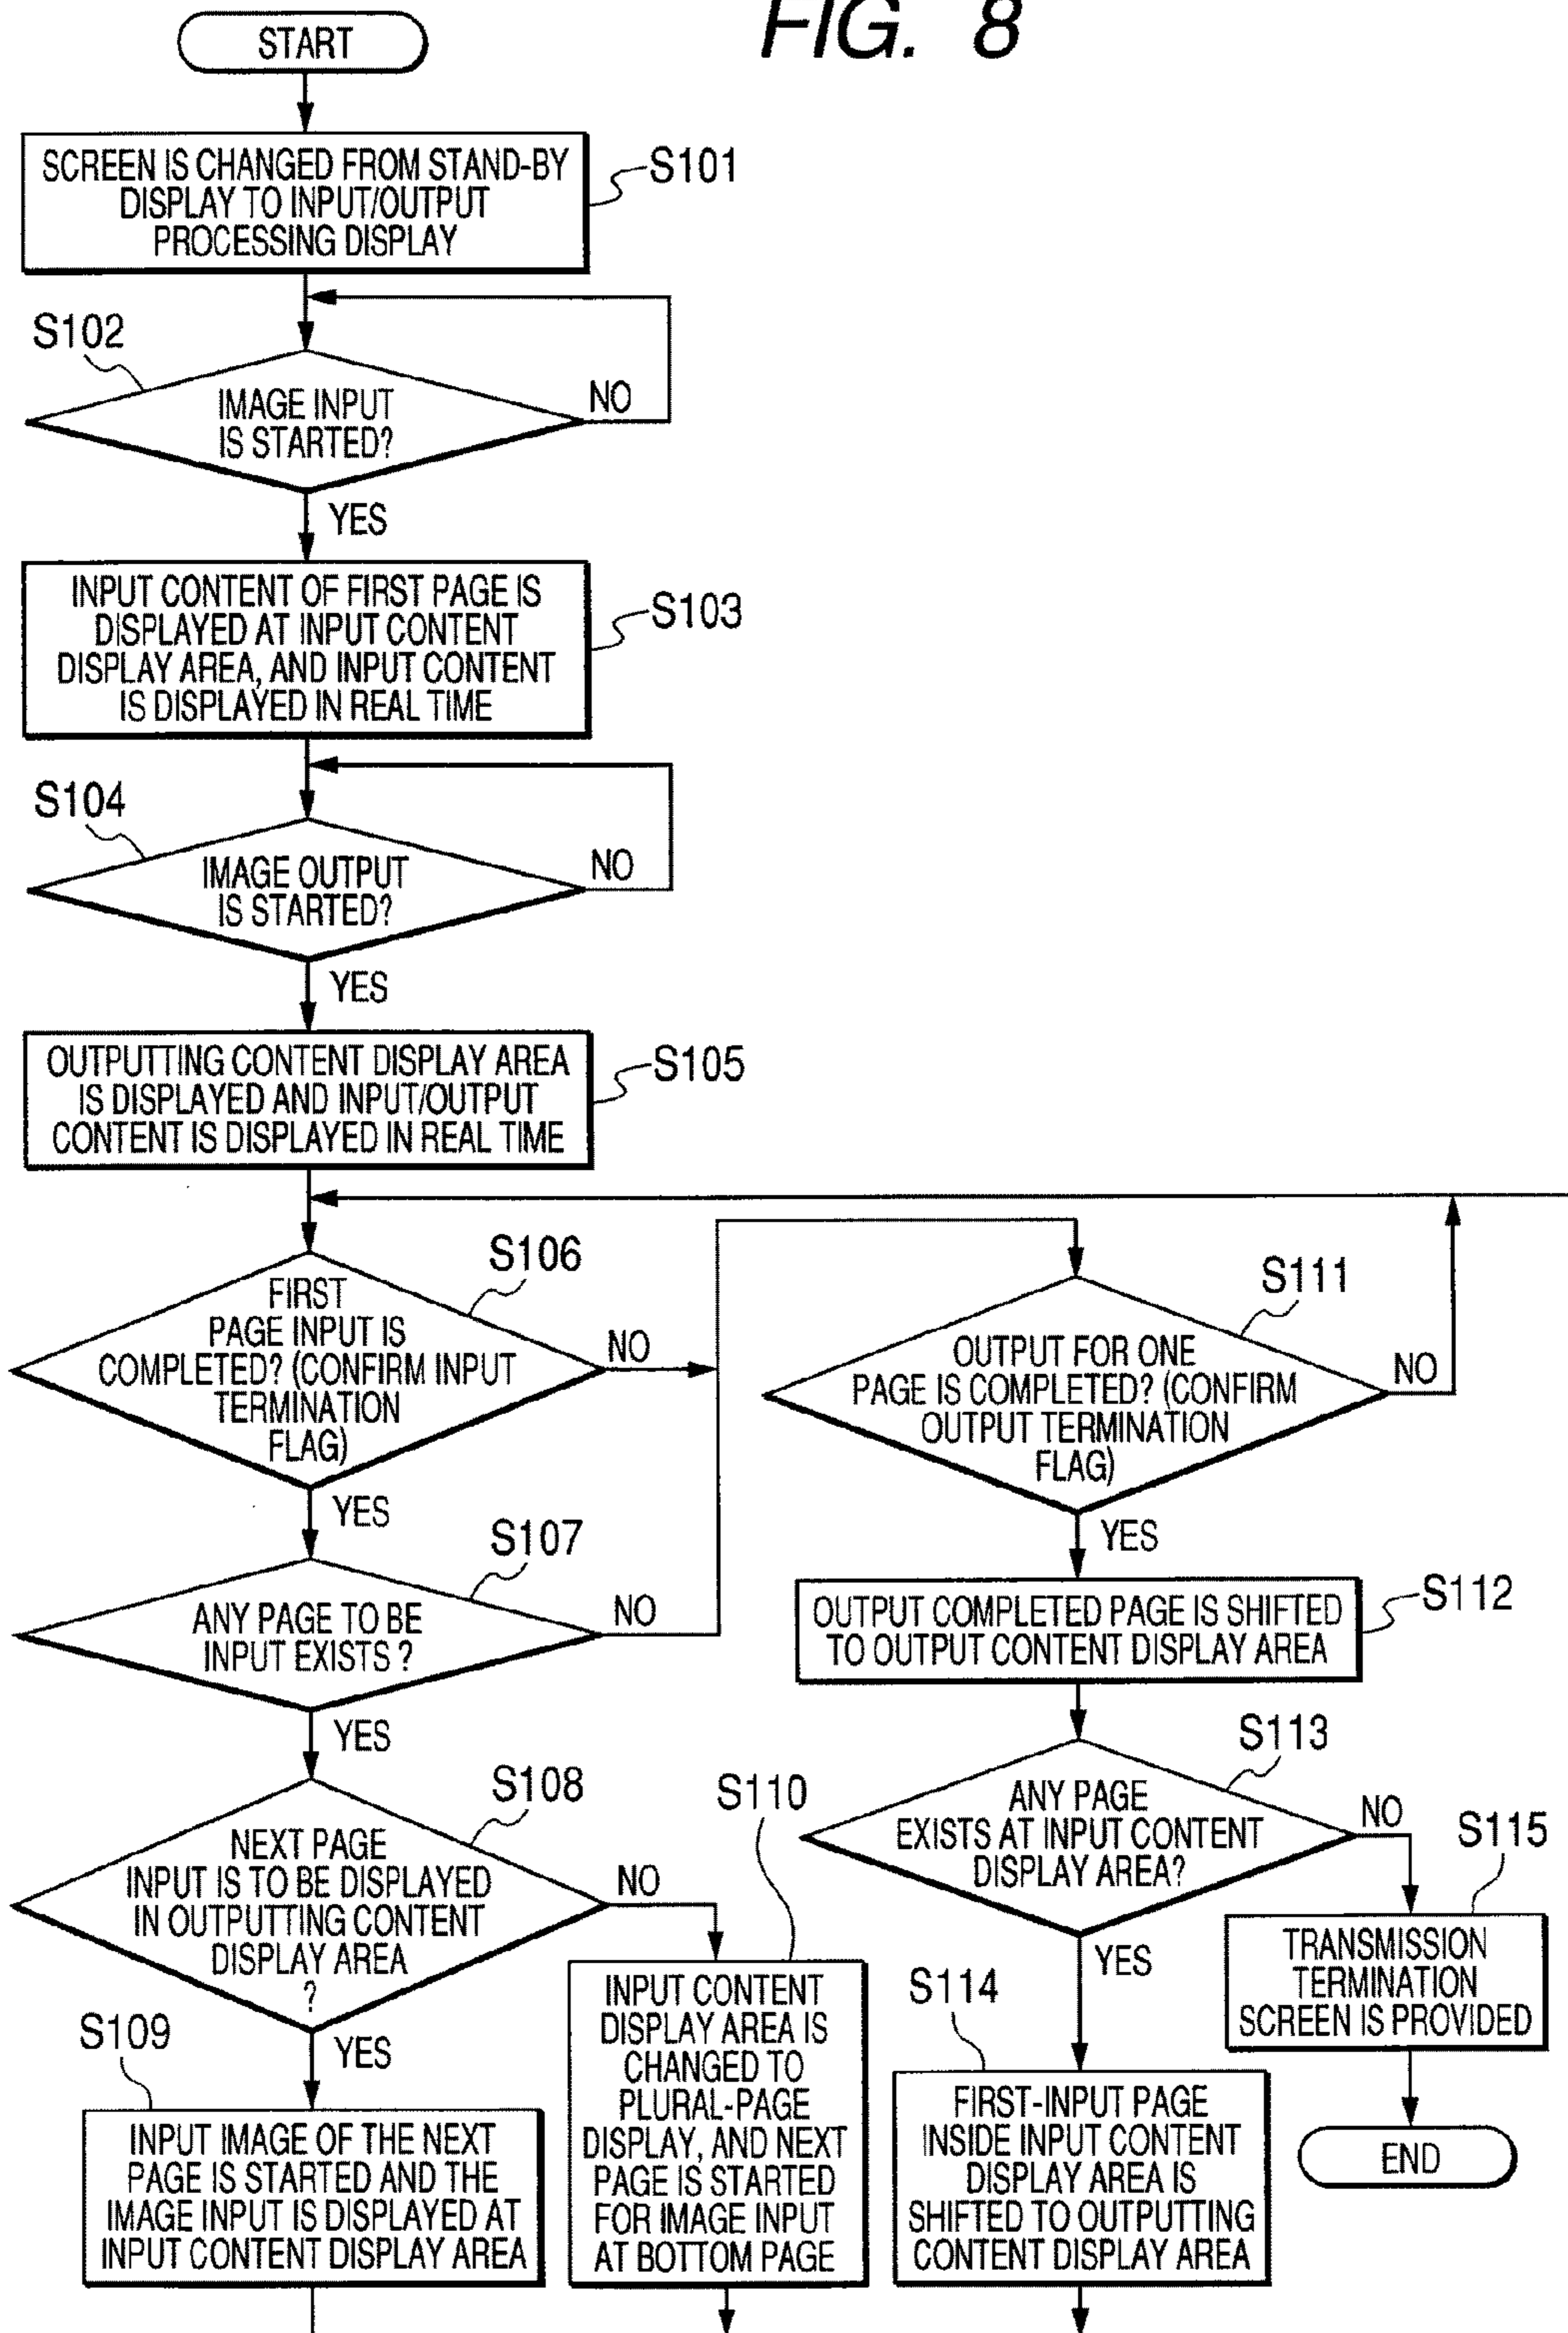 FIG. 8
START
SCREEN IS CHANGED FROM STAND-BY
DISPLAY TO INPUT/OUTPUT
PROCESSING DISPLAY
S101
S102
IMAGE INPUT
IS STARTED?
NO
YES
INPUT CONTENT OF FIRST PAGE IS
DISPLAYED AT INPUT CONTENT
DISPLAY AREA, AND INPUT CONTENT
IS DISPLAYED IN REAL TIME
S103
S104
IMAGE OUTPUT
IS STARTED?
NO
YES
OUTPUTTING CONTENT DISPLAY AREA
IS DISPLAYED AND INPUT/OUTPUT
CONTENT IS DISPLAYED IN REAL TIME
S105
S106
FIRST
PAGE INPUT IS
COMPLETED? (CONFIRM INPUT
TERMINATION
FLAG)
NO
YES
S107
ANY PAGE TO BE
INPUT EXISTS ?
NO
YES
S108
NEXT PAGE
INPUT IS TO BE DISPLAYED
IN OUTPUTTING CONTENT
DISPLAY AREA
?
NO
YES
S109
INPUT IMAGE OF THE NEXT
PAGE IS STARTED AND THE
IMAGE INPUT IS DISPLAYED AT
INPUT CONTENT DISPLAY AREA
S110
INPUT CONTENT
DISPLAY AREA IS
CHANGED TO
PLURAL-PAGE
DISPLAY, AND NEXT
PAGE IS STARTED
FOR IMAGE INPUT
AT BOTTOM PAGE
S111
OUTPUT FOR ONE
PAGE IS COMPLETED? (CONFIRM
OUTPUT TERMINATION
FLAG)
NO
YES
S112
OUTPUT COMPLETED PAGE IS SHIFTED
TO OUTPUT CONTENT DISPLAY AREA
S113
ANY PAGE
EXISTS AT INPUT CONTENT
DISPLAY AREA?
NO
YES
S114
FIRST-INPUT PAGE
INSIDE INPUT CONTENT
DISPLAY AREA IS
SHIFTED TO OUTPUTTING
CONTENT DISPLAY AREA
S115
TRANSMISSION
TERMINATION
SCREEN IS PROVIDED
END